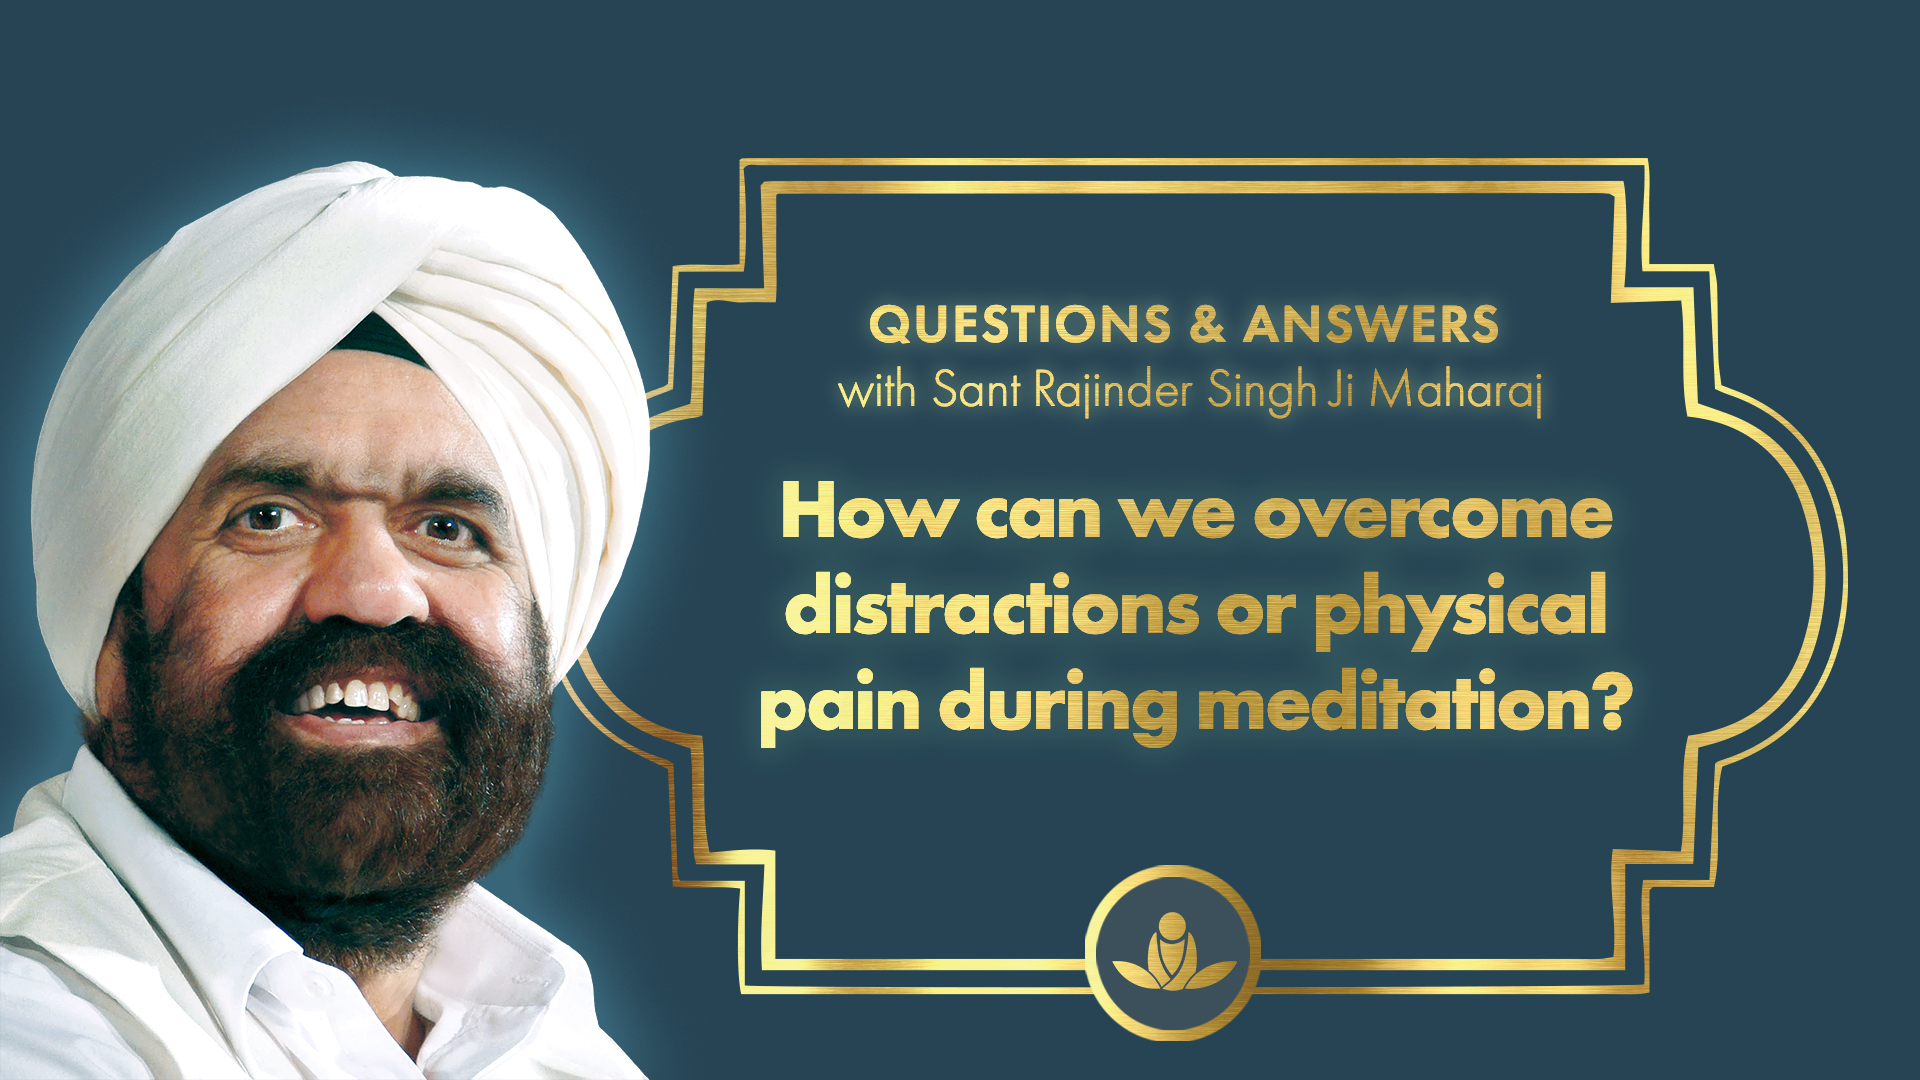 QUESTIONS & ANSWERS
with Sant Rajinder Singh Ji Maharaj
How can we overcome
distractions or physical
pain during meditation?